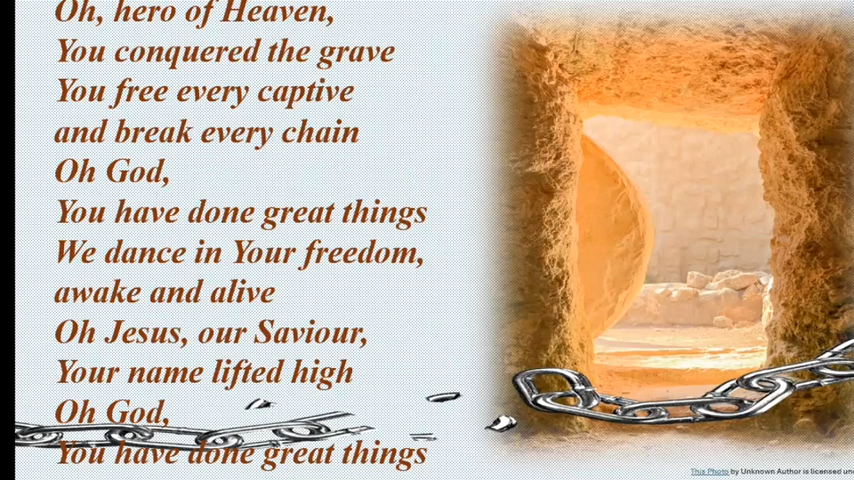 Oh, hero of Heaven,
You conquered the grave
You free every captive
and break every chain
Oh God,
You have done great things
We dance in Your freedom,
awake and alive
Oh Jesus, our Saviour,
Your name lifted high
Oh God,
You have done great things
This Photo by Unknown Author is licensed un